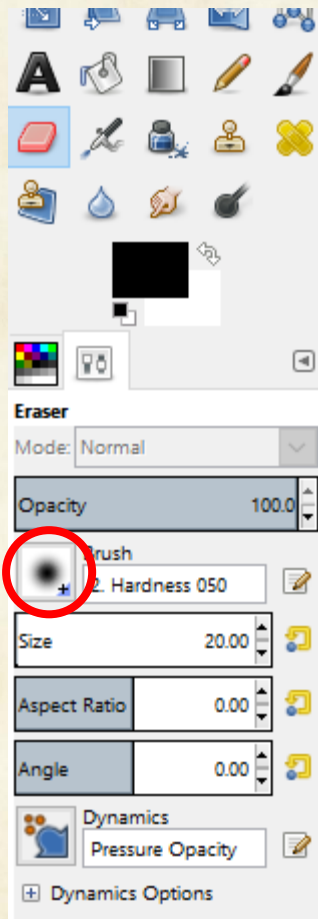 Eraser
Mode: Normal
Opacity 100.0
Brush
2. Hardness 050
Size 20.00
Aspect Ratio 0.00
Angle 0.00
Dynamics
Pressure Opacity
Dynamics Options